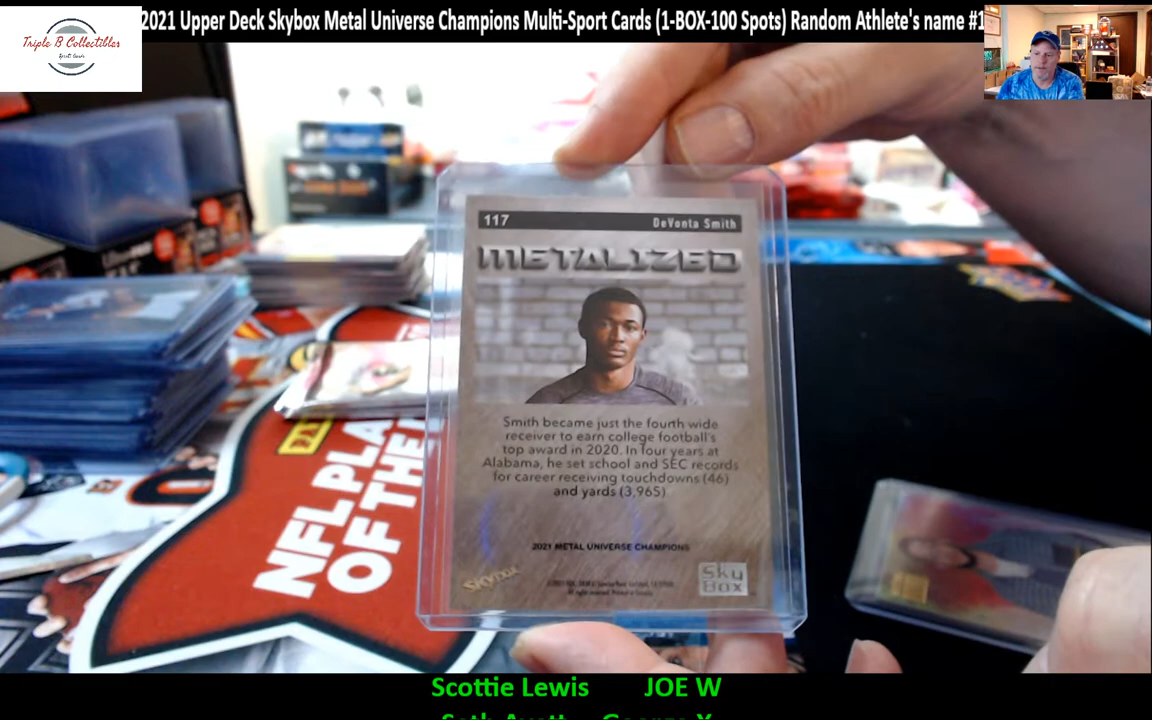 2021 Upper Deck Skybox Metal Universe Champions Multi-Sport Cards (1-BOX-100 Spots) Random Athlete's name #1
Triple B Collectibles
Sports Cards
117 DeVonta Smith
METALIZED
Smith became just the fourth wide
receiver to earn college football's
top award in 2020. In four years at
Alabama, he set school and SEC records
for career receiving touchdowns (46)
and yards (3,965).
2021 METAL UNIVERSE CHAMPIONS
SKYBOX
Sky
Box
NFL PLA
OF THE
Scottie Lewis JOE W